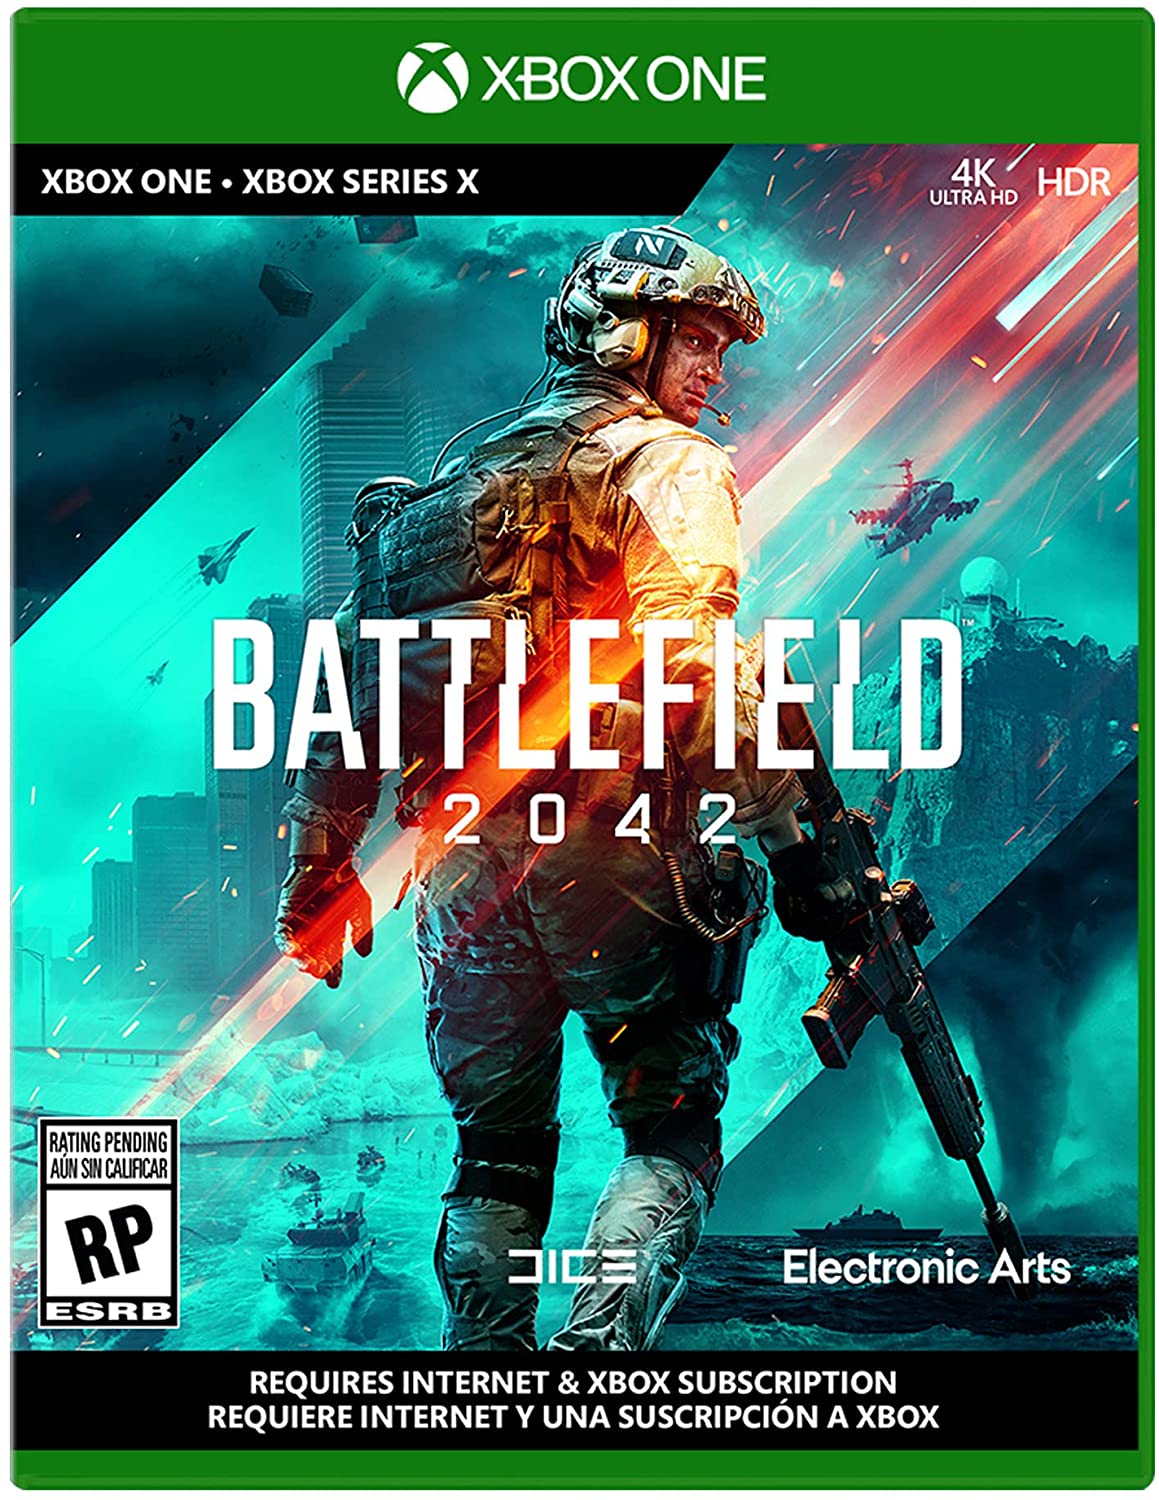 XBOX ONE
XBOX ONE • XBOX SERIES X
4K
ULTRA HD
HDR
N
BATTLEFIELD™
2042
RATING PENDING
AÚN SIN CALIFICAR
RP
ESRB
DICE
Electronic Arts
REQUIRES INTERNET & XBOX SUBSCRIPTION
REQUIERE INTERNET Y UNA SUSCRIPCIÓN A XBOX